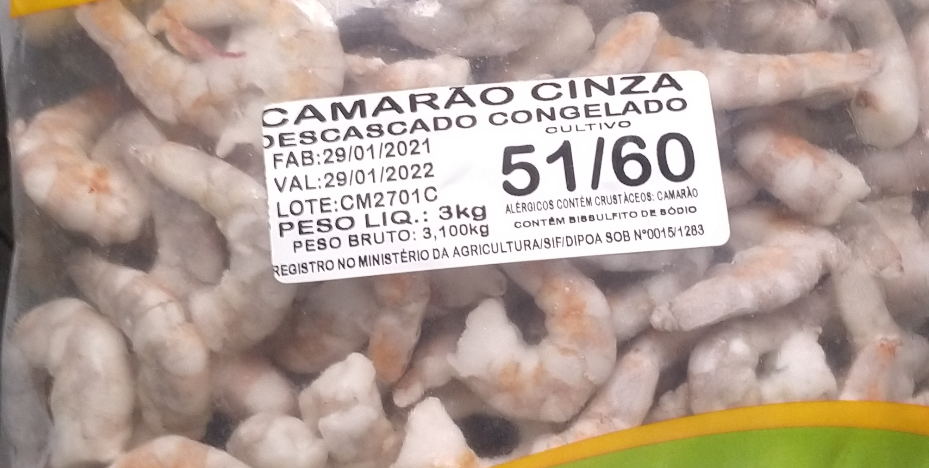 CAMARÃO CINZA
DESCASCADO CONGELADO
CULTIVO
FAB:29/01/2021
VAL:29/01/2022
LOTE:CM2701C
PESO LIQ.: 3kg
PESO BRUTO: 3,100kg
51/60
ALÉRGICOS CONTÉM CRUSTÁCEOS: CAMARÃO
CONTÉM BISSULFITO DE SÓDIO
REGISTRO NO MINISTÉRIO DA AGRICULTURA/SIF/DIPOA SOB Nº0015/1283